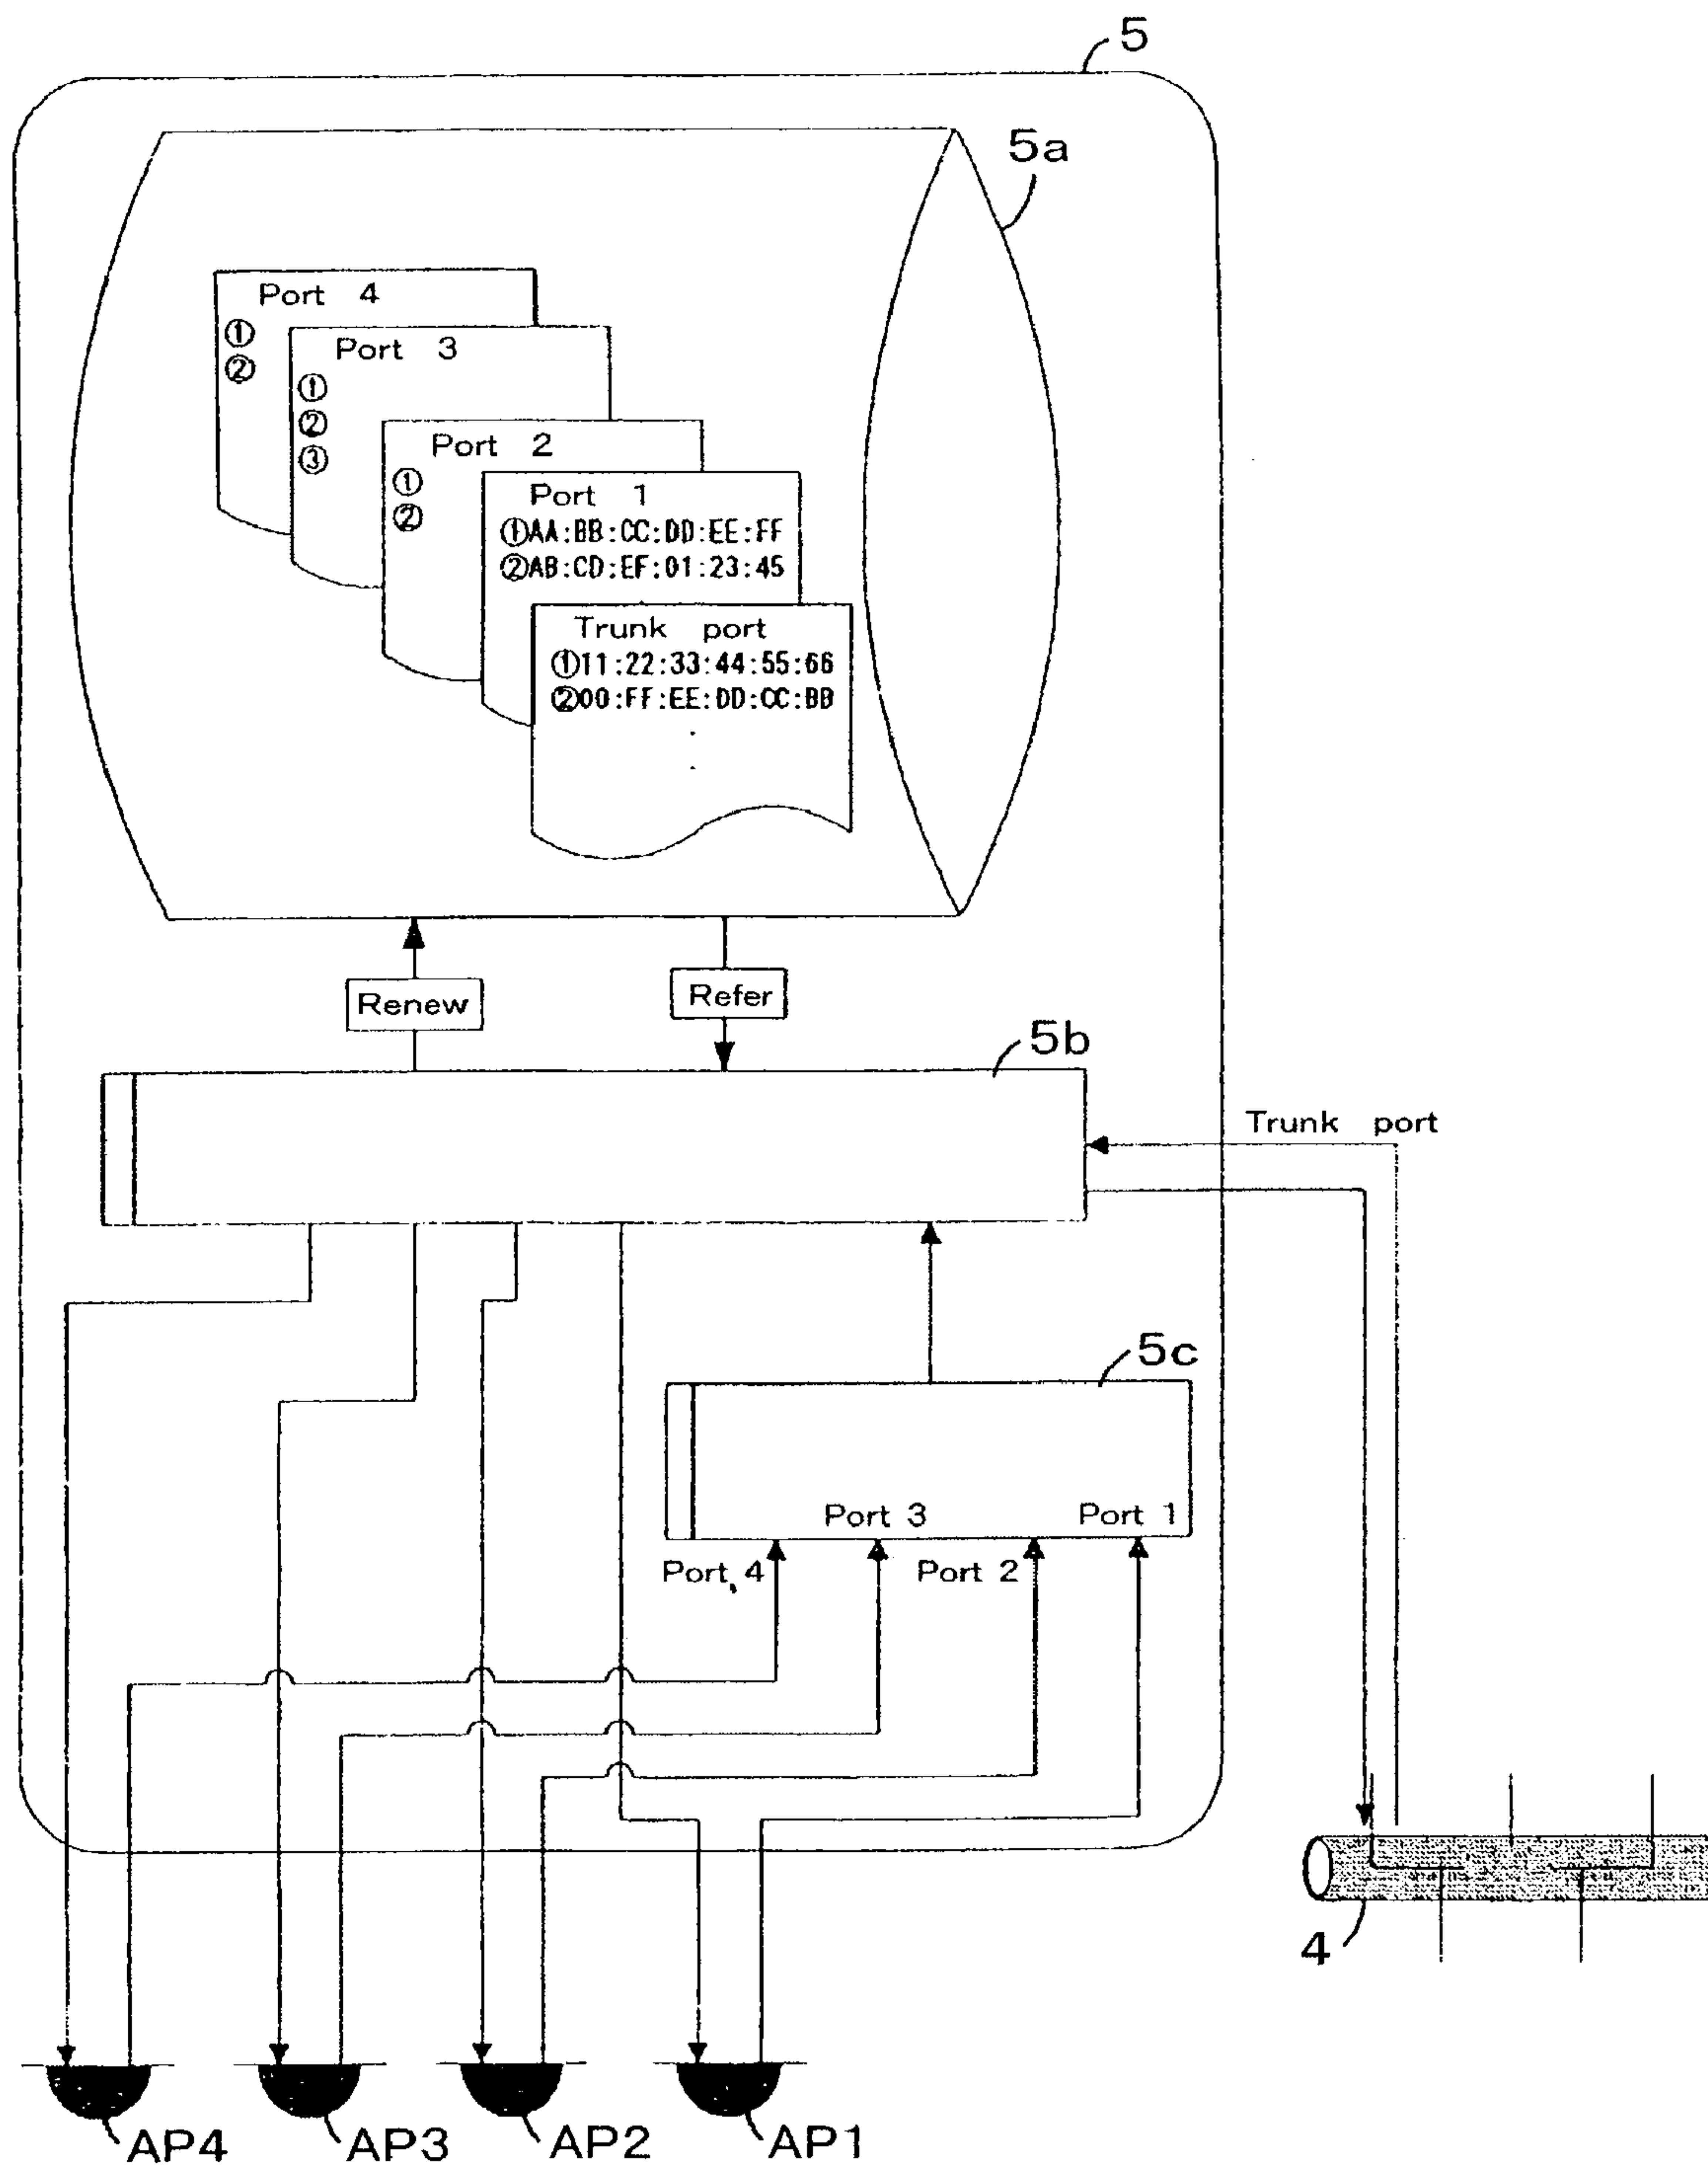 5
5a
Port 4
①
②
Port 3
①
②
③
Port 2
①
②
Port 1
①AA:BB:CC:DD:EE:FF
②AB:CD:EF:01:23:45
Trunk port
①11:22:33:44:55:66
②00:FF:EE:DD:CC:BB
Renew
Refer
5b
Trunk port
5c
Port 3
Port 1
Port 4
Port 2
4
AP4
AP3
AP2
AP1